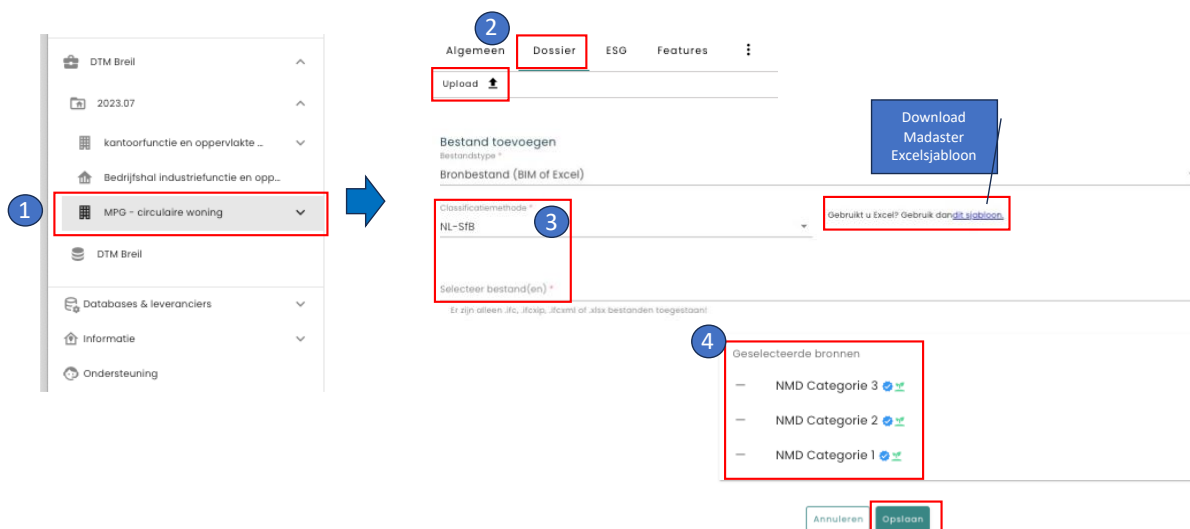 1
DTM Breil
2023.07
kantoorfunctie en oppervlakte ...
Bedrijfshal industriefunctie en opp...
MPG - circulaire woning
DTM Breil
Databases & leveranciers
Informatie
Ondersteuning
2
Algemeen Dossier ESG Features
Upload
Download
Madaster
Excelsjabloon
Bestand toevoegen
Bestandstype *
Bronbestand (BIM of Excel)
Classificatiemethode *
NL-SfB
3
Gebruikt u Excel? Gebruik dan dit sjabloon.
Selecteer bestand(en) *
Er zijn alleen .ifc, .ifcxip, .ifcxml of .xlsx bestanden toegestaan!
4
Geselecteerde bronnen
— NMD Categorie 3
— NMD Categorie 2
— NMD Categorie 1
Annuleren Opslaan